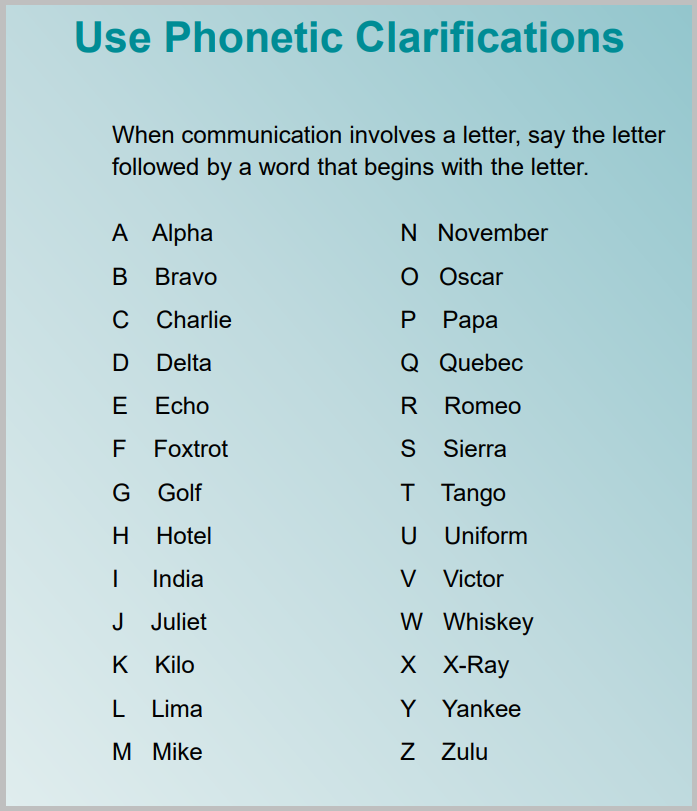 Use Phonetic Clarifications
When communication involves a letter, say the letter
followed by a word that begins with the letter.
A Alpha
B Bravo
C Charlie
D Delta
E Echo
F Foxtrot
G Golf
H Hotel
I India
J Juliet
K Kilo
L Lima
M Mike
N November
O Oscar
P Papa
Q Quebec
R Romeo
S Sierra
T Tango
U Uniform
V Victor
W Whiskey
X X-Ray
Y Yankee
Z Zulu